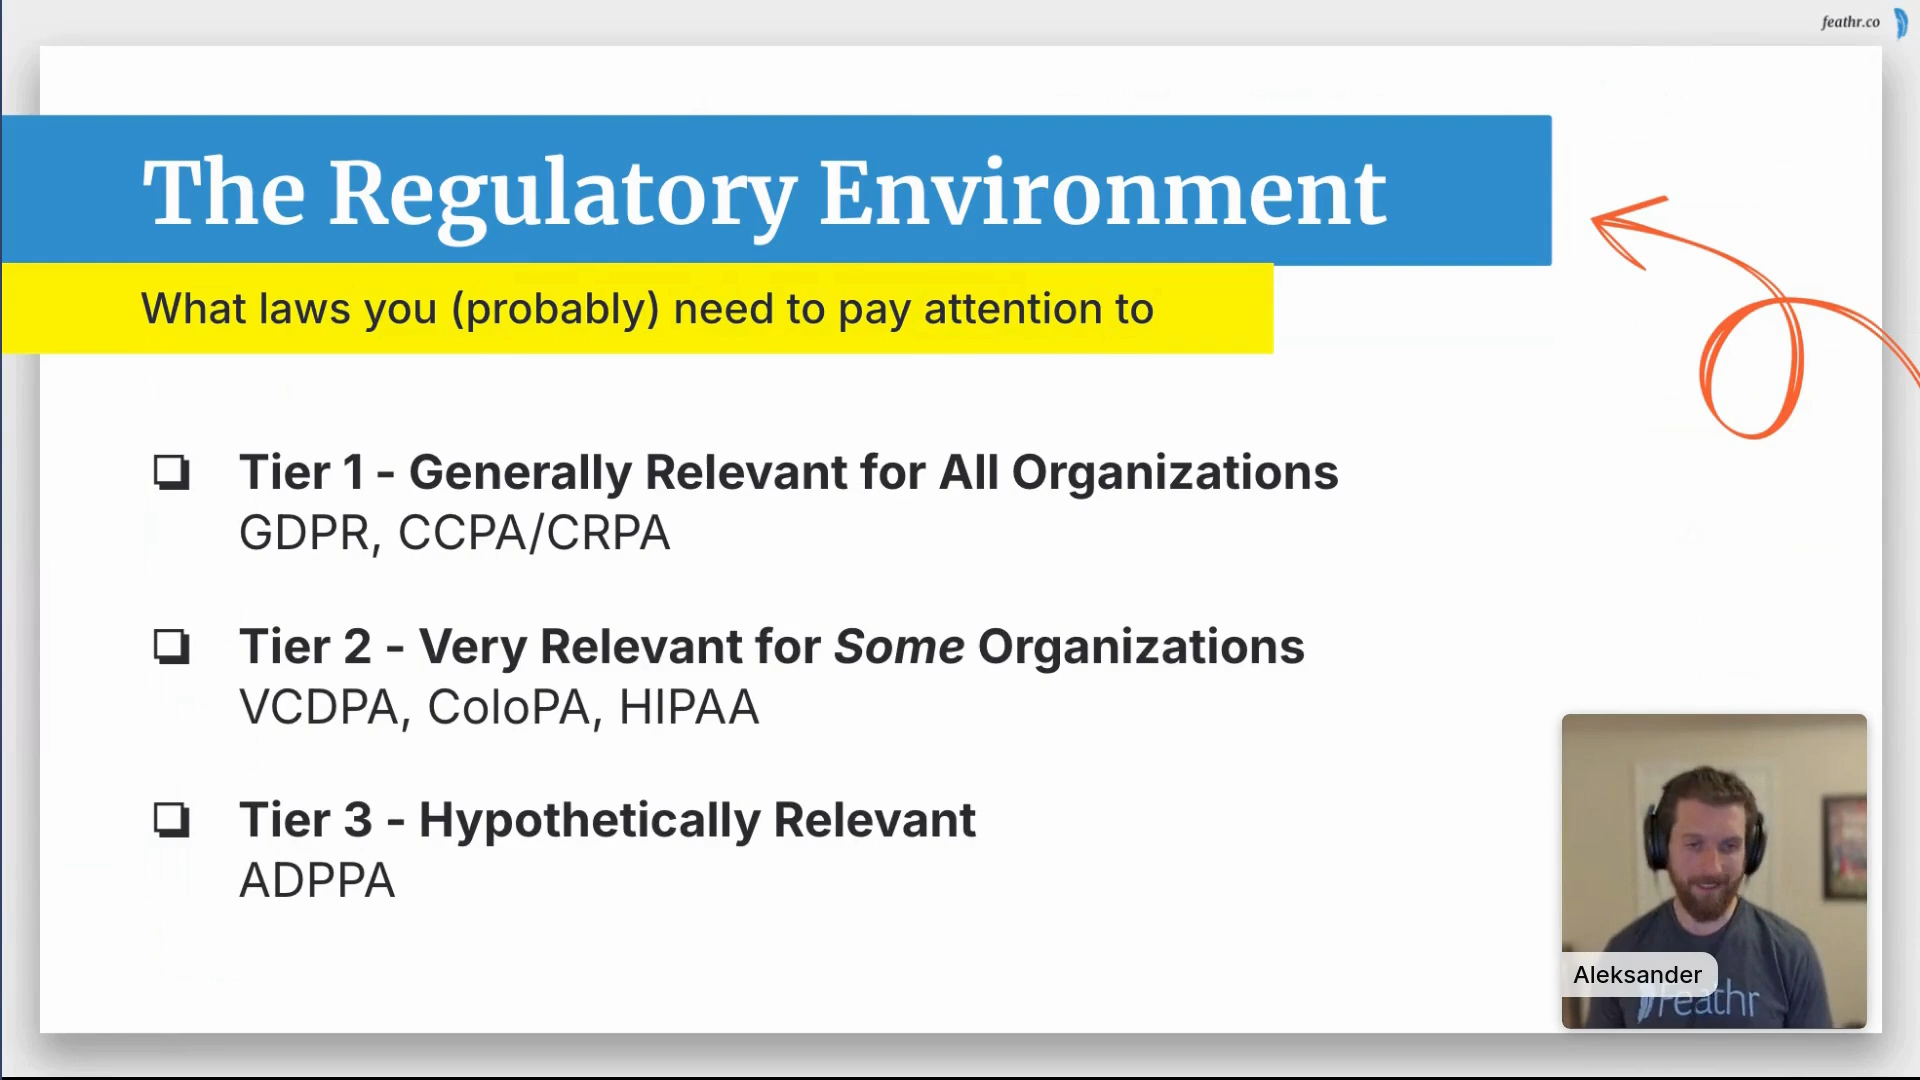 feathr.co
The Regulatory Environment
What laws you (probably) need to pay attention to
Tier 1 - Generally Relevant for All Organizations
GDPR, CCPA/CRPA
Tier 2 - Very Relevant for Some Organizations
VCDPA, ColoPA, HIPAA
Tier 3 - Hypothetically Relevant
ADPPA
Aleksander
Feathr